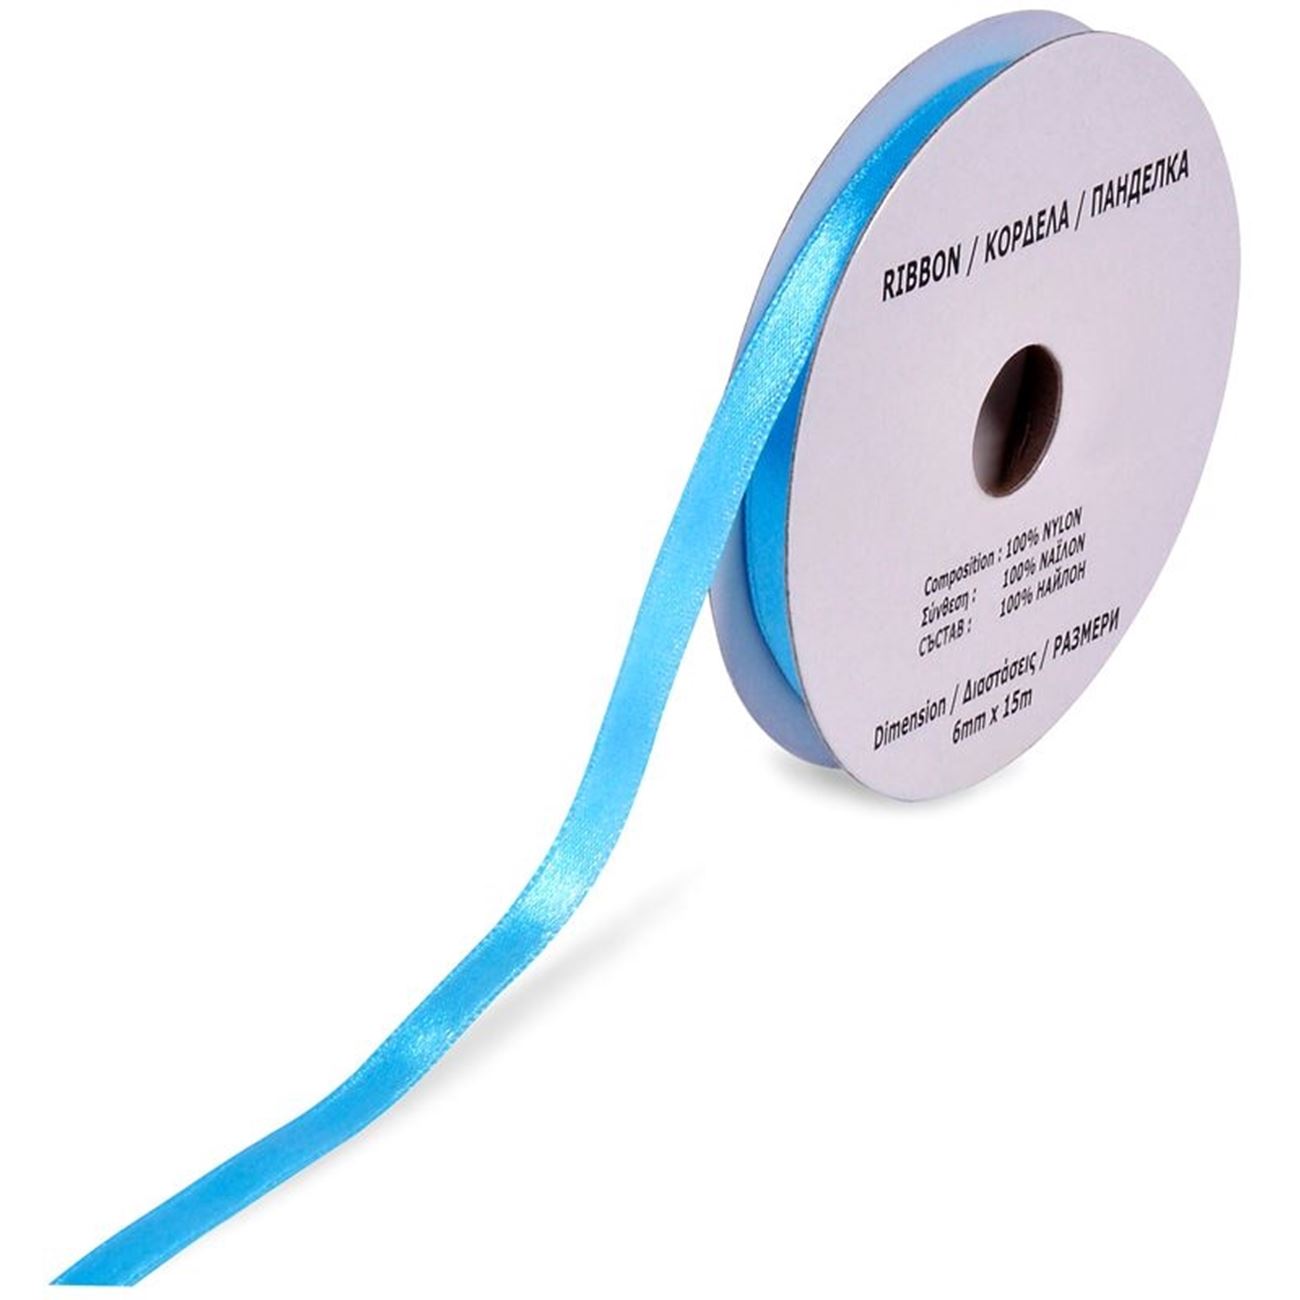 RIBBON / ΚΟΡΔΕΛΑ / ПАНДЕЛКА
Composition : 100% NYLON
Σύνθεση : 100% ΝΑΪΛΟΝ
СЪСТАВ : 100% НАЙЛОН
Dimension / Διαστάσεις / РАЗМЕРИ
6mm x 15m